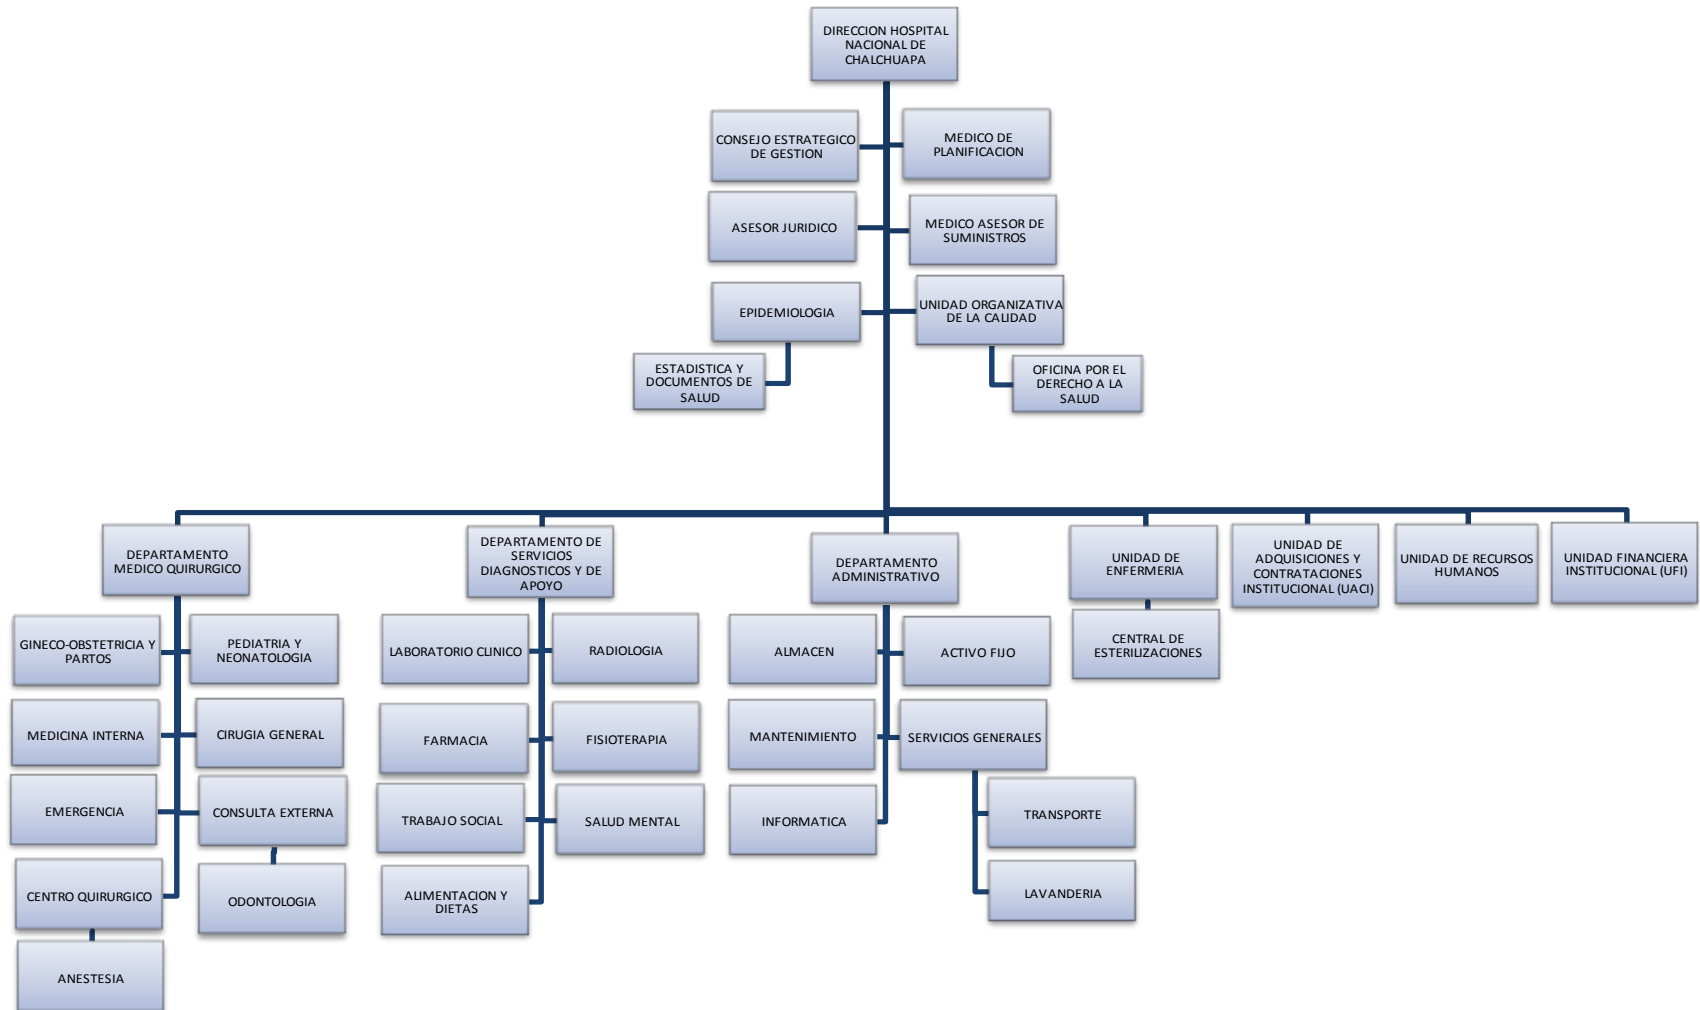 DIRECCION HOSPITAL
NACIONAL DE
CHALCHUAPA
CONSEJO ESTRATEGICO
DE GESTION
MEDICO DE
PLANIFICACION
ASESOR JURIDICO
MEDICO ASESOR DE
SUMINISTROS
EPIDEMIOLOGIA
UNIDAD ORGANIZATIVA
DE LA CALIDAD
ESTADISTICA Y
DOCUMENTOS DE
SALUD
OFICINA POR EL
DERECHO A LA
SALUD
DEPARTAMENTO
MEDICO QUIRURGICO
DEPARTAMENTO DE
SERVICIOS
DIAGNOSTICOS Y DE
APOYO
DEPARTAMENTO
ADMINISTRATIVO
UNIDAD DE
ENFERMERIA
UNIDAD DE
ADQUISICIONES Y
CONTRATACIONES
INSTITUCIONAL (UACI)
UNIDAD DE RECURSOS
HUMANOS
UNIDAD FINANCIERA
INSTITUCIONAL (UFI)
GINECO-OBSTETRICIA Y
PARTOS
PEDIATRIA Y
NEONATOLOGIA
LABORATORIO CLINICO
RADIOLOGIA
ALMACEN
ACTIVO FIJO
CENTRAL DE
ESTERILIZACIONES
MEDICINA INTERNA
CIRUGIA GENERAL
FARMACIA
FISIOTERAPIA
MANTENIMIENTO
SERVICIOS GENERALES
EMERGENCIA
CONSULTA EXTERNA
TRABAJO SOCIAL
SALUD MENTAL
INFORMATICA
TRANSPORTE
CENTRO QUIRURGICO
ODONTOLOGIA
ALIMENTACION Y
DIETAS
LAVANDERIA
ANESTESIA